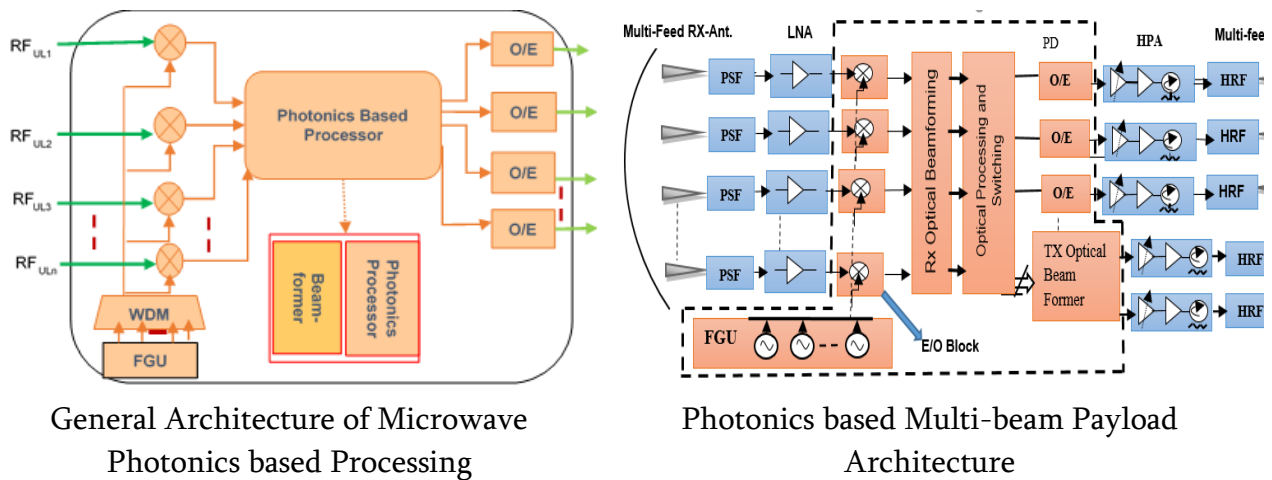 RF UL1
RF UL2
RF UL3
RF ULn
WDM
FGU
Photonics Based
Processor
Beam-
former
Photonics
Processor
O/E
O/E
O/E
O/E
General Architecture of Microwave
Photonics based Processing
Multi-Feed RX-Ant.
LNA
PD
HPA
Multi-fee
PSF
PSF
PSF
PSF
Rx Optical Beamforming
Optical Processing and
Switching
O/E
O/E
O/E
HRF
HRF
HRF
TX Optical
Beam
Former
HRF
HRF
FGU
E/O Block
Photonics based Multi-beam Payload
Architecture